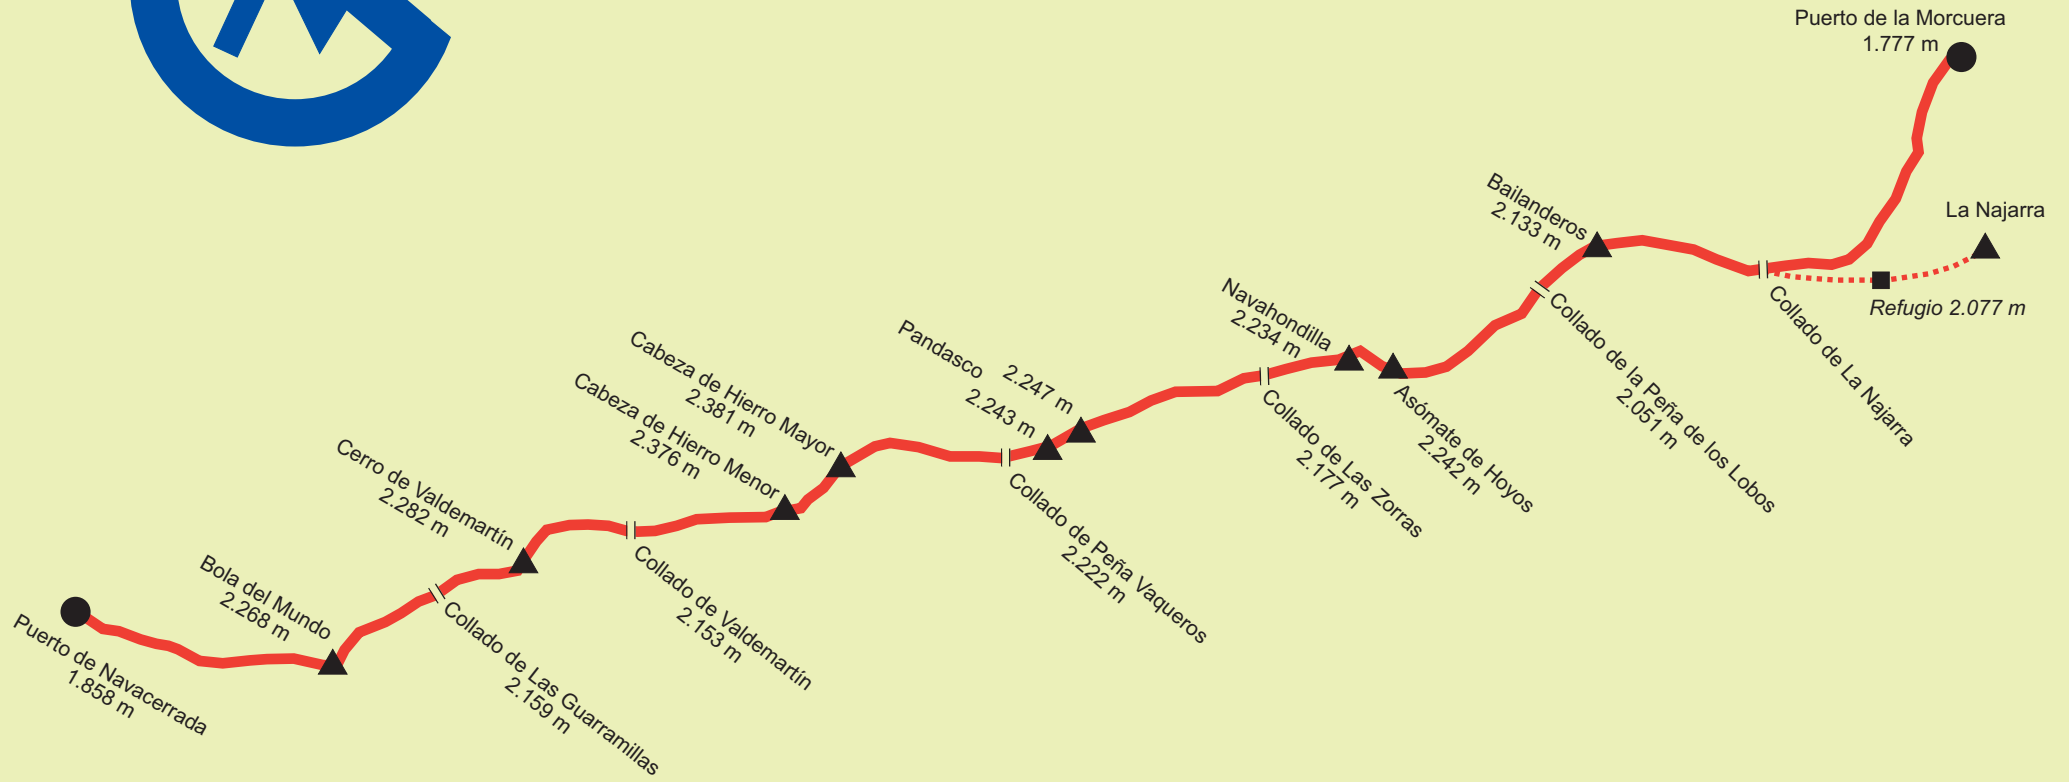 Puerto de la Morcuera
1.777 m
La Najarra
Refugio 2.077 m
Collado de La Najarra
Bailanderos
2.133 m
Collado de la Peña de los Lobos
2.051 m
Navahondilla
2.234 m
Asómate de Hoyos
2.242 m
Collado de Las Zorras
2.177 m
Pandasco
2.247 m
2.243 m
Collado de Peña Vaqueros
2.222 m
Cabeza de Hierro Mayor
2.381 m
Cabeza de Hierro Menor
2.376 m
Collado de Valdemartín
2.153 m
Cerro de Valdemartín
2.282 m
Collado de Las Guarramillas
2.159 m
Bola del Mundo
2.268 m
Puerto de Navacerrada
1.858 m